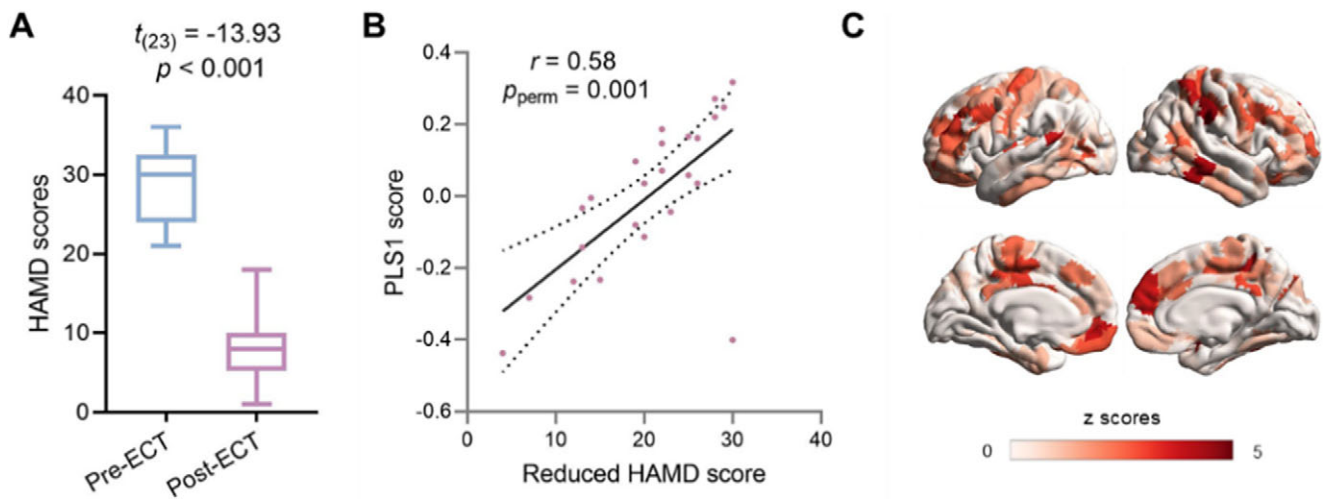 A
t(23) = -13.93
p < 0.001
HAMD scores
40
30
20
10
0
Pre-ECT
Post-ECT
B
r = 0.58
pperm = 0.001
PLS1 score
0.4
0.2
0.0
-0.2
-0.4
-0.6
0
10
20
30
40
Reduced HAMD score
C
z scores
0
5